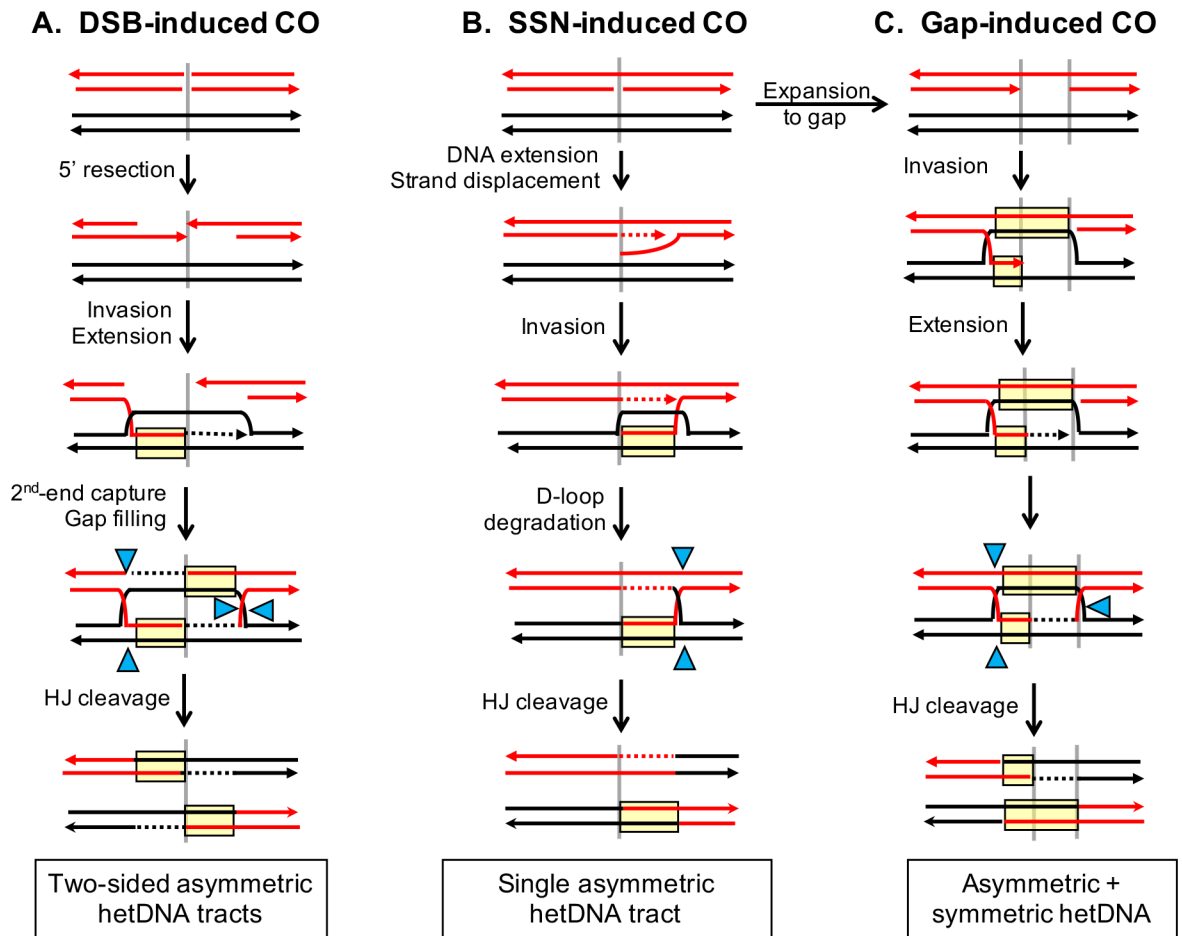 A. DSB-induced CO
5’ resection
Invasion
Extension
2nd-end capture
Gap filling
HJ cleavage
Two-sided asymmetric
hetDNA tracts
B. SSN-induced CO
DNA extension
Strand displacement
Invasion
D-loop
degradation
HJ cleavage
Single asymmetric
hetDNA tract
Expansion
to gap
C. Gap-induced CO
Invasion
Extension
HJ cleavage
Asymmetric +
symmetric hetDNA